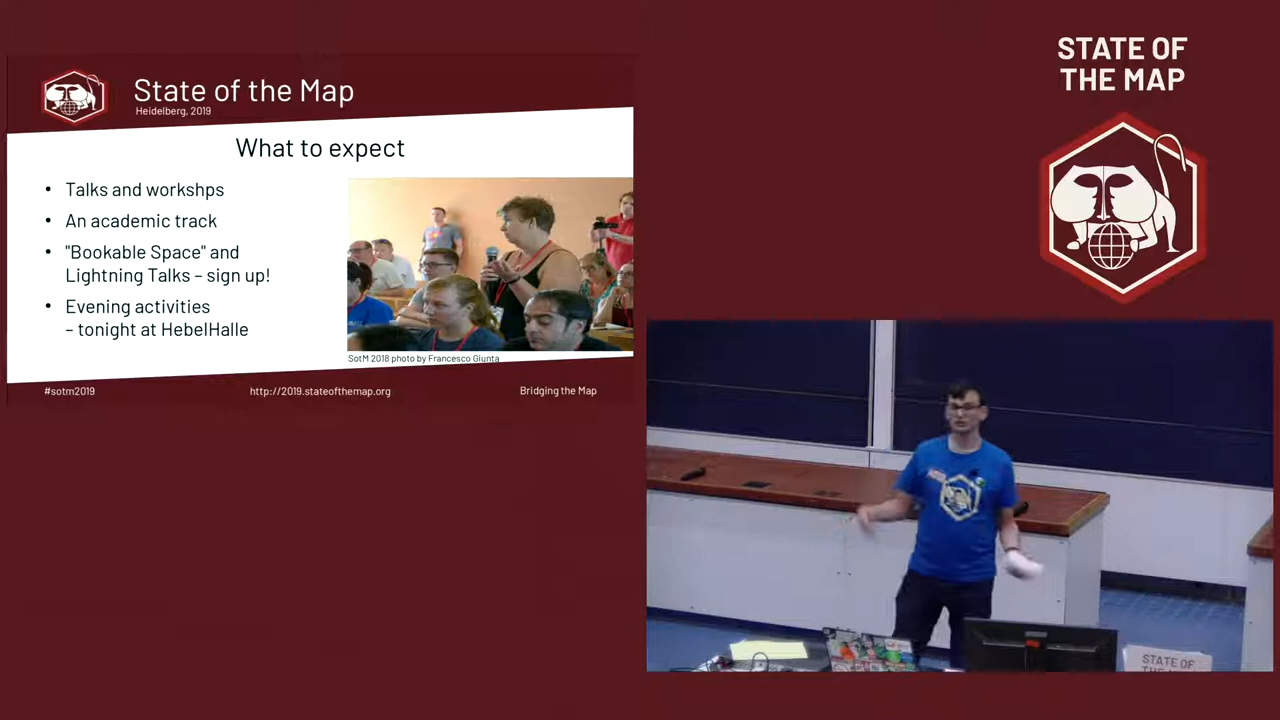 State of the Map
Heidelberg, 2019
What to expect
• Talks and workshps
• An academic track
• "Bookable Space" and
Lightning Talks – sign up!
• Evening activities
– tonight at HebelHalle
SotM 2018 photo by Francesco Giunta
#sotm2019
http://2019.stateofthemap.org
Bridging the Map
STATE OF
THE MAP
STATE OF
THE MAP